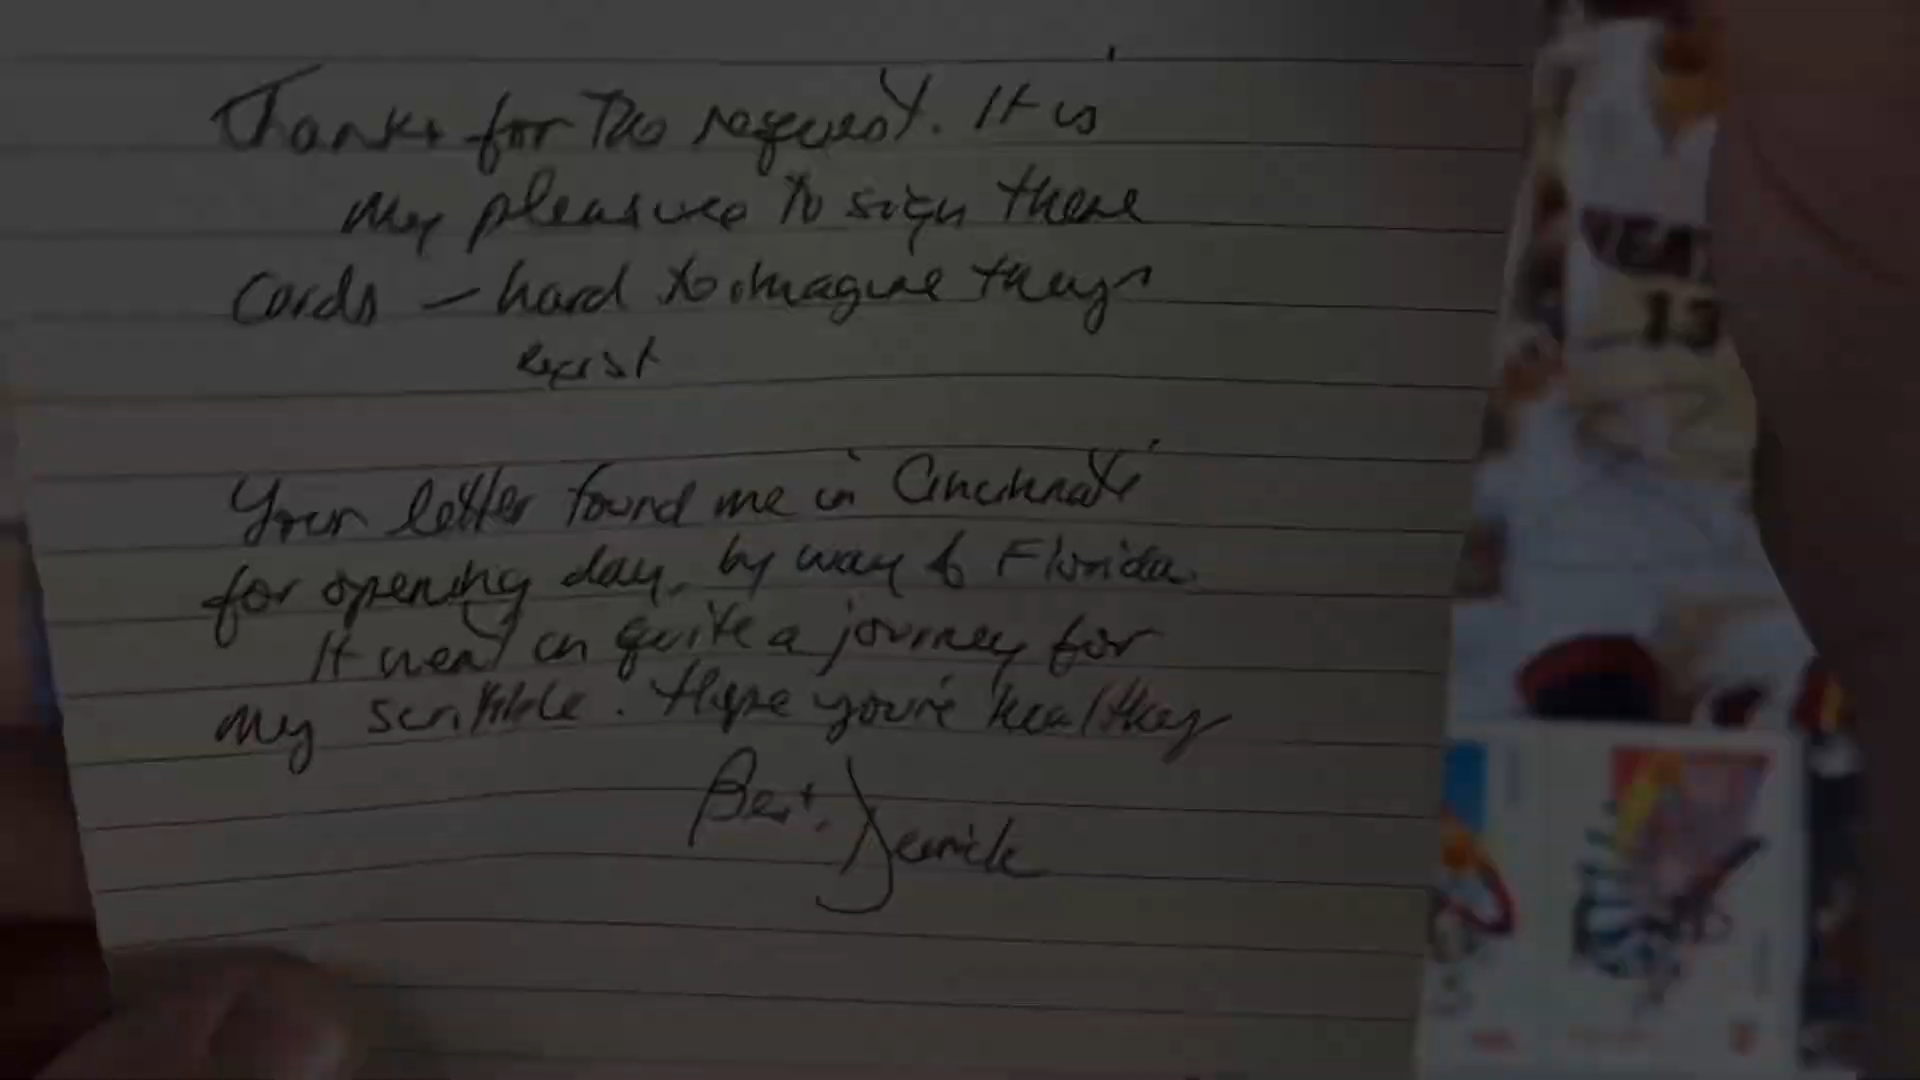 Thanks for the request. It is
my pleasure to sign these
Cards — hard to imagine they
exist
Your letter found me in Cincinnati
for opening day, by way of Florida.
It went on quite a journey for
my scribble. Hope you're healthy
Best, Derrick
13